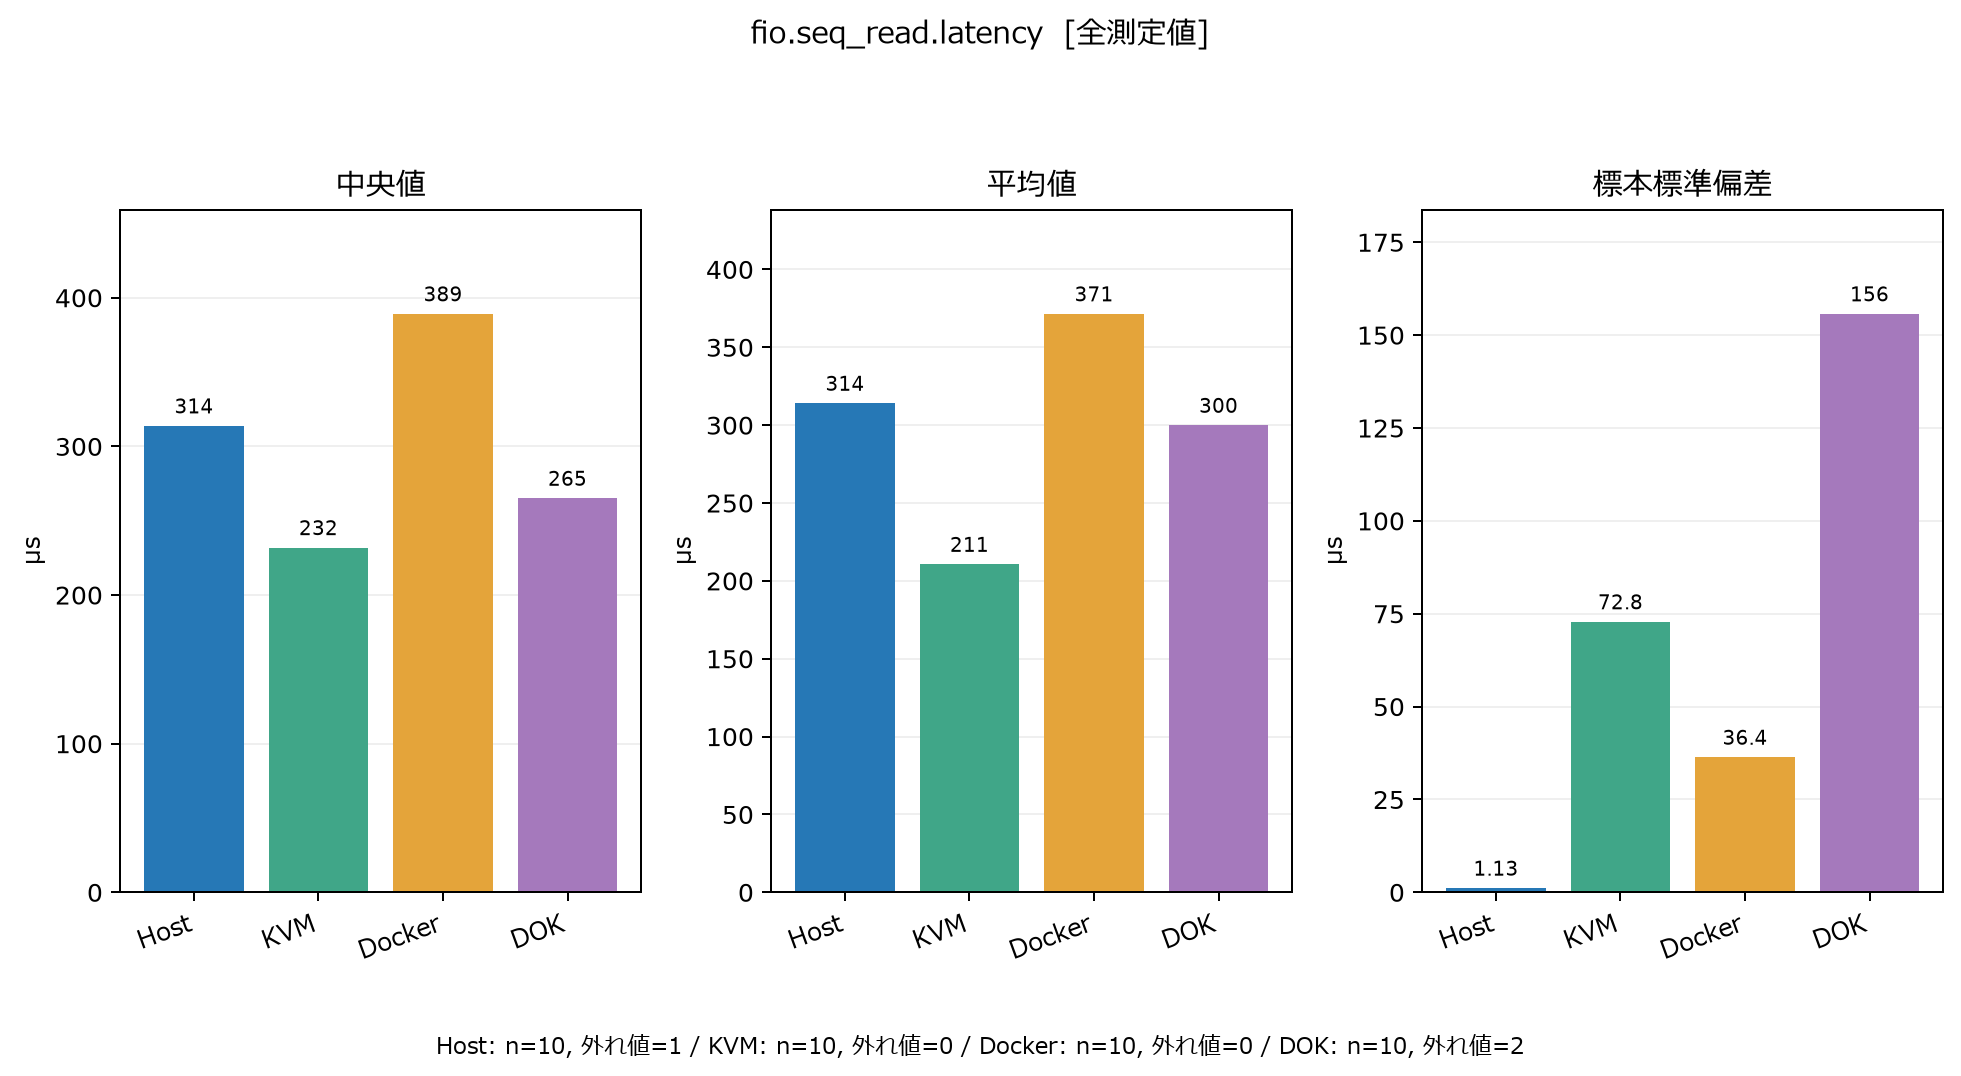 fio.seq_read.latency [全測定値]
中央値
μs
400
300
200
100
0
389
314
265
232
Host
KVM
Docker
DOK
平均値
μs
400
350
300
250
200
150
100
50
0
371
314
300
211
Host
KVM
Docker
DOK
標本標準偏差
μs
175
150
125
100
75
50
25
0
156
72.8
36.4
1.13
Host
KVM
Docker
DOK
Host: n=10, 外れ値=1 / KVM: n=10, 外れ値=0 / Docker: n=10, 外れ値=0 / DOK: n=10, 外れ値=2